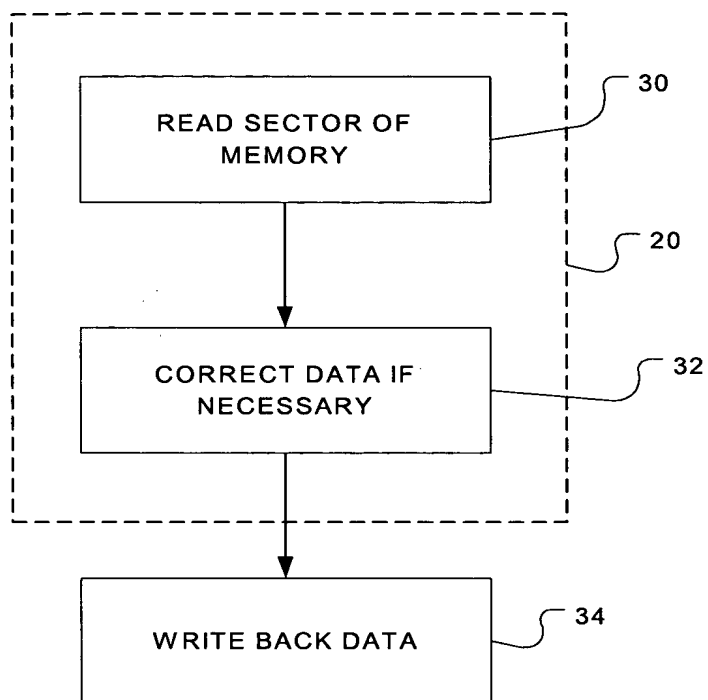 READ SECTOR OF
MEMORY
30
20
CORRECT DATA IF
NECESSARY
32
WRITE BACK DATA
34